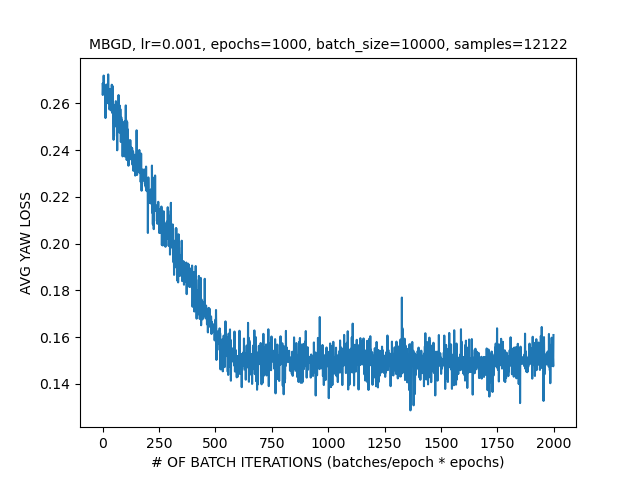 MBGD, lr=0.001, epochs=1000, batch_size=10000, samples=12122
AVG YAW LOSS
0.26
0.24
0.22
0.20
0.18
0.16
0.14
0 250 500 750 1000 1250 1500 1750 2000
# OF BATCH ITERATIONS (batches/epoch * epochs)